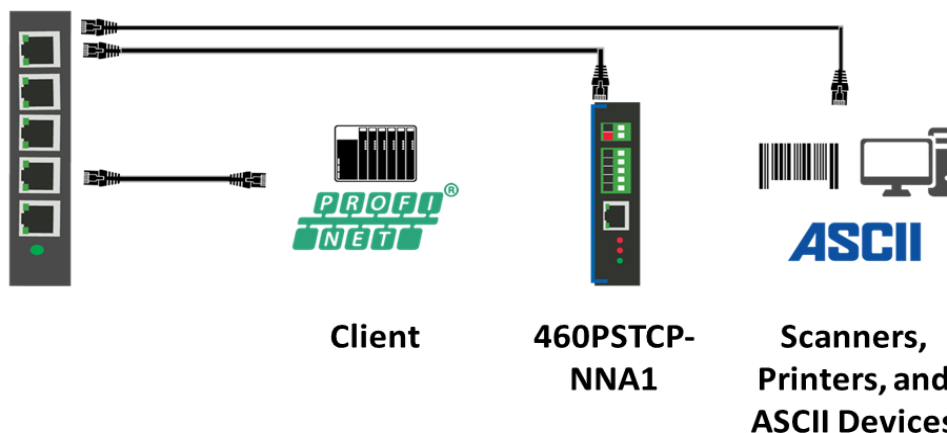 PROFI®
NET
ASCII
Client
460PSTCP-
NNA1
Scanners,
Printers, and
ASCII Devices